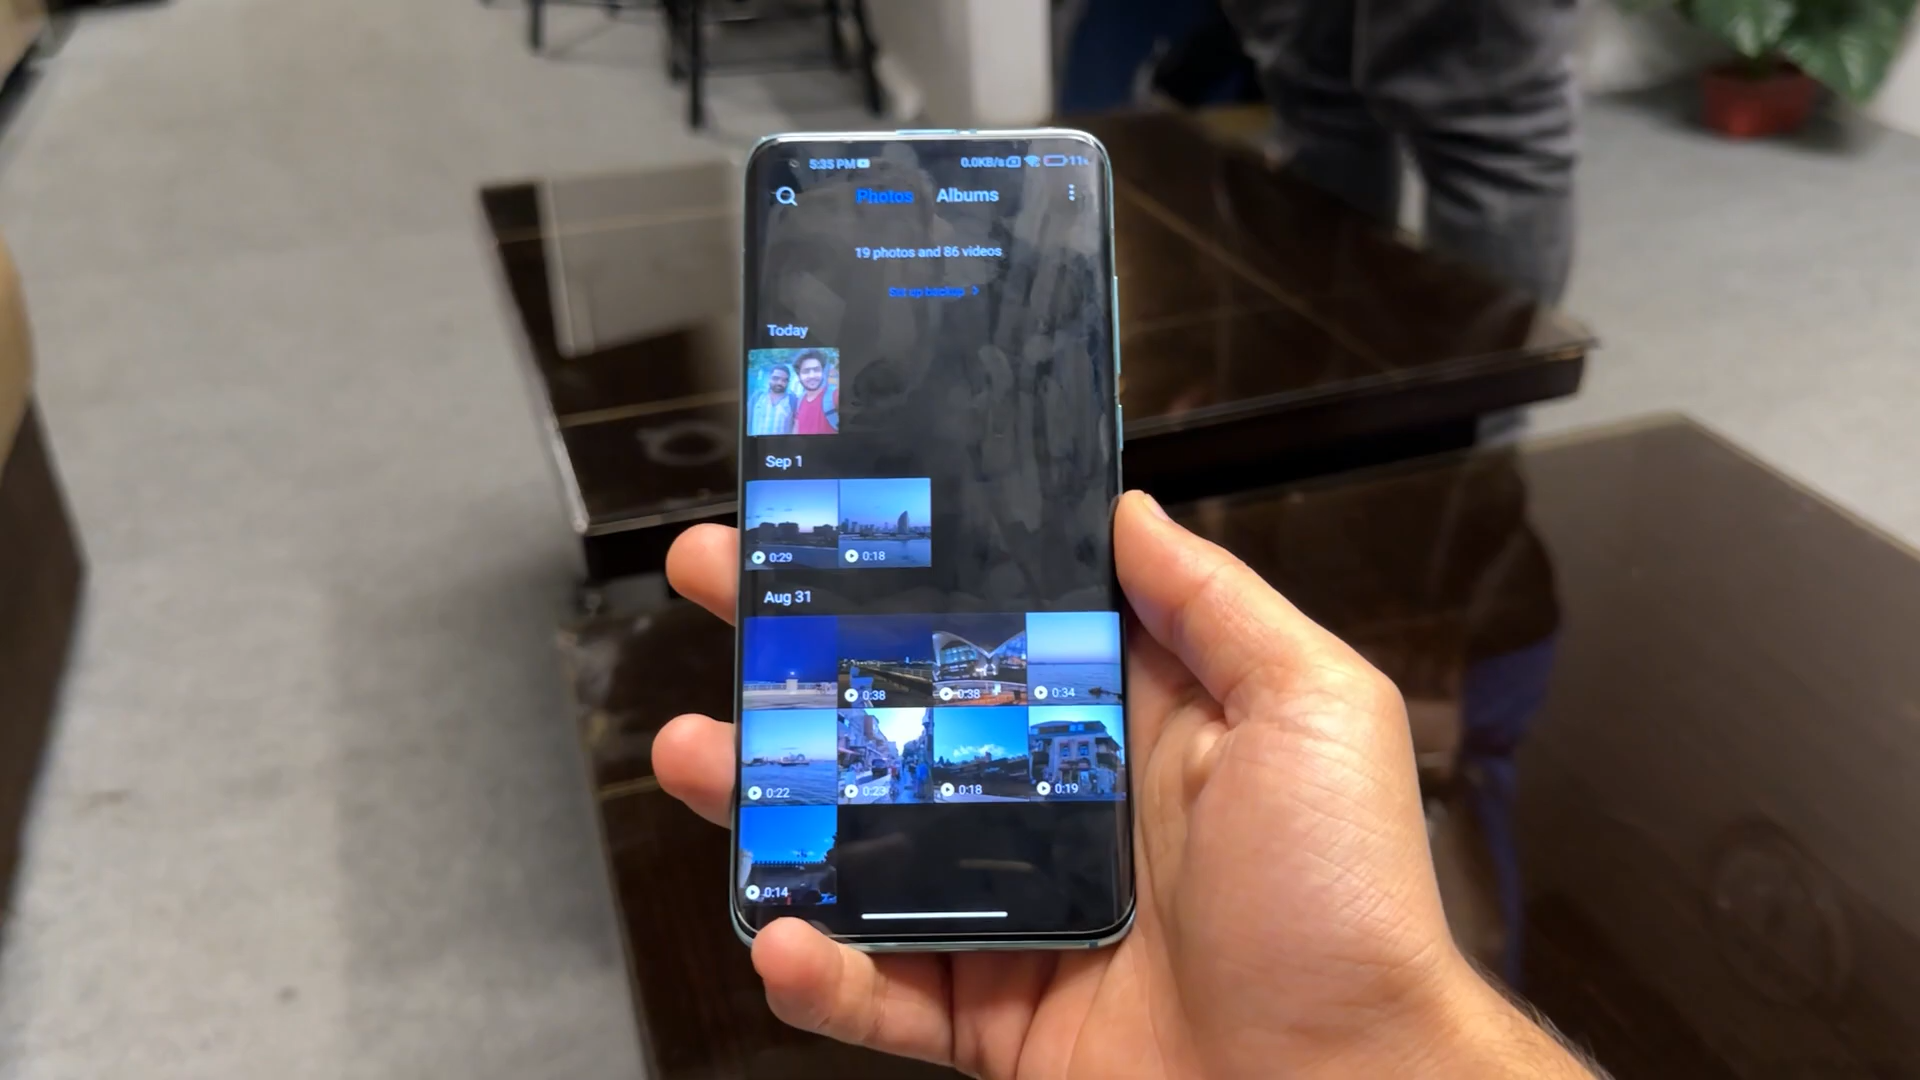 5:35 PM 0.0KB/s 11
Photos Albums
19 photos and 86 videos
Set up backup
Today
Sep 1
0:29 0:18
Aug 31
0:38 0:38 0:34
0:22 0:23 0:18 0:19
0:14